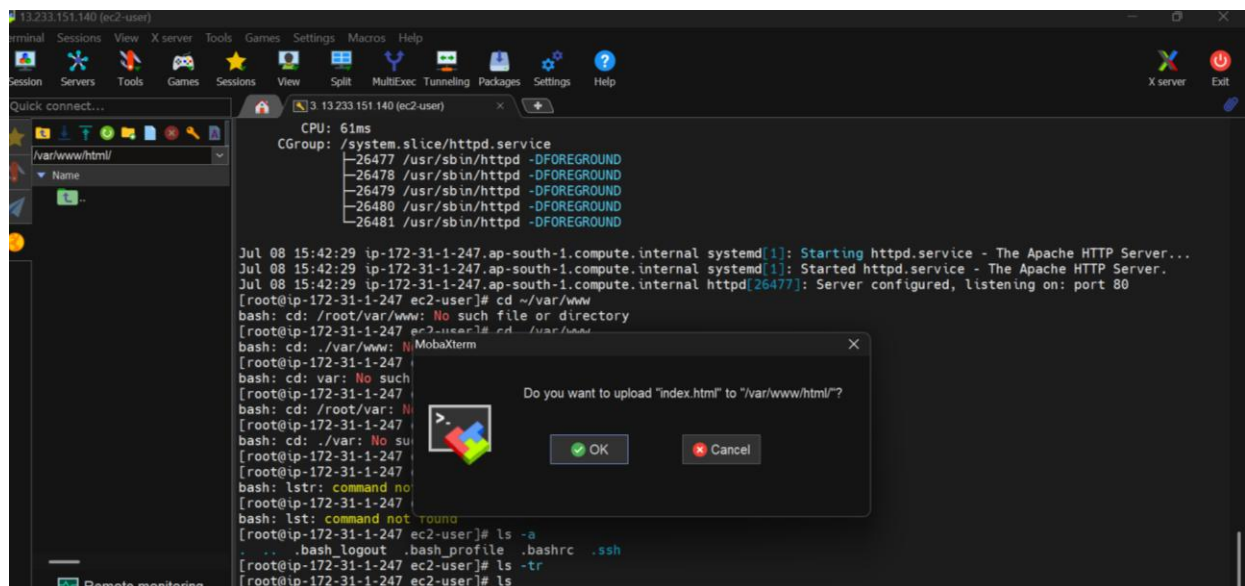 13.233.151.140 (ec2-user)
Sessions View X server Tools Games Settings Macros Help
Servers Tools Games Sessions View Split MultiExec Tunneling Packages Settings Help X server Exit
Quick connect...
3. 13.233.151.140 (ec2-user)
/var/www/html/
Name
..
CPU: 61ms
CGroup: /system.slice/httpd.service
├─26477 /usr/sbin/httpd -DFOREGROUND
├─26478 /usr/sbin/httpd -DFOREGROUND
├─26479 /usr/sbin/httpd -DFOREGROUND
├─26480 /usr/sbin/httpd -DFOREGROUND
└─26481 /usr/sbin/httpd -DFOREGROUND
Jul 08 15:42:29 ip-172-31-1-247.ap-south-1.compute.internal systemd[1]: Starting httpd.service - The Apache HTTP Server...
Jul 08 15:42:29 ip-172-31-1-247.ap-south-1.compute.internal systemd[1]: Started httpd.service - The Apache HTTP Server.
Jul 08 15:42:29 ip-172-31-1-247.ap-south-1.compute.internal httpd[26477]: Server configured, listening on: port 80
[root@ip-172-31-1-247 ec2-user]# cd ~/var/www
bash: cd: /root/var/www: No such file or directory
[root@ip-172-31-1-247 ec2-user]# cd ./var/www
bash: cd: ./var/www: N
[root@ip-172-31-1-247 e
bash: cd: var: No such
[root@ip-172-31-1-247
bash: cd: /root/var: N
[root@ip-172-31-1-247
bash: cd: ./var: No su
[root@ip-172-31-1-247
[root@ip-172-31-1-247
bash: lstr: command no
[root@ip-172-31-1-247
bash: lst: command not found
[root@ip-172-31-1-247 ec2-user]# ls -a
. .. .bash_logout .bash_profile .bashrc .ssh
[root@ip-172-31-1-247 ec2-user]# ls -tr
[root@ip-172-31-1-247 ec2-user]# ls
MobaXterm
Do you want to upload "index.html" to "/var/www/html/"?
OK Cancel
Remote monitoring